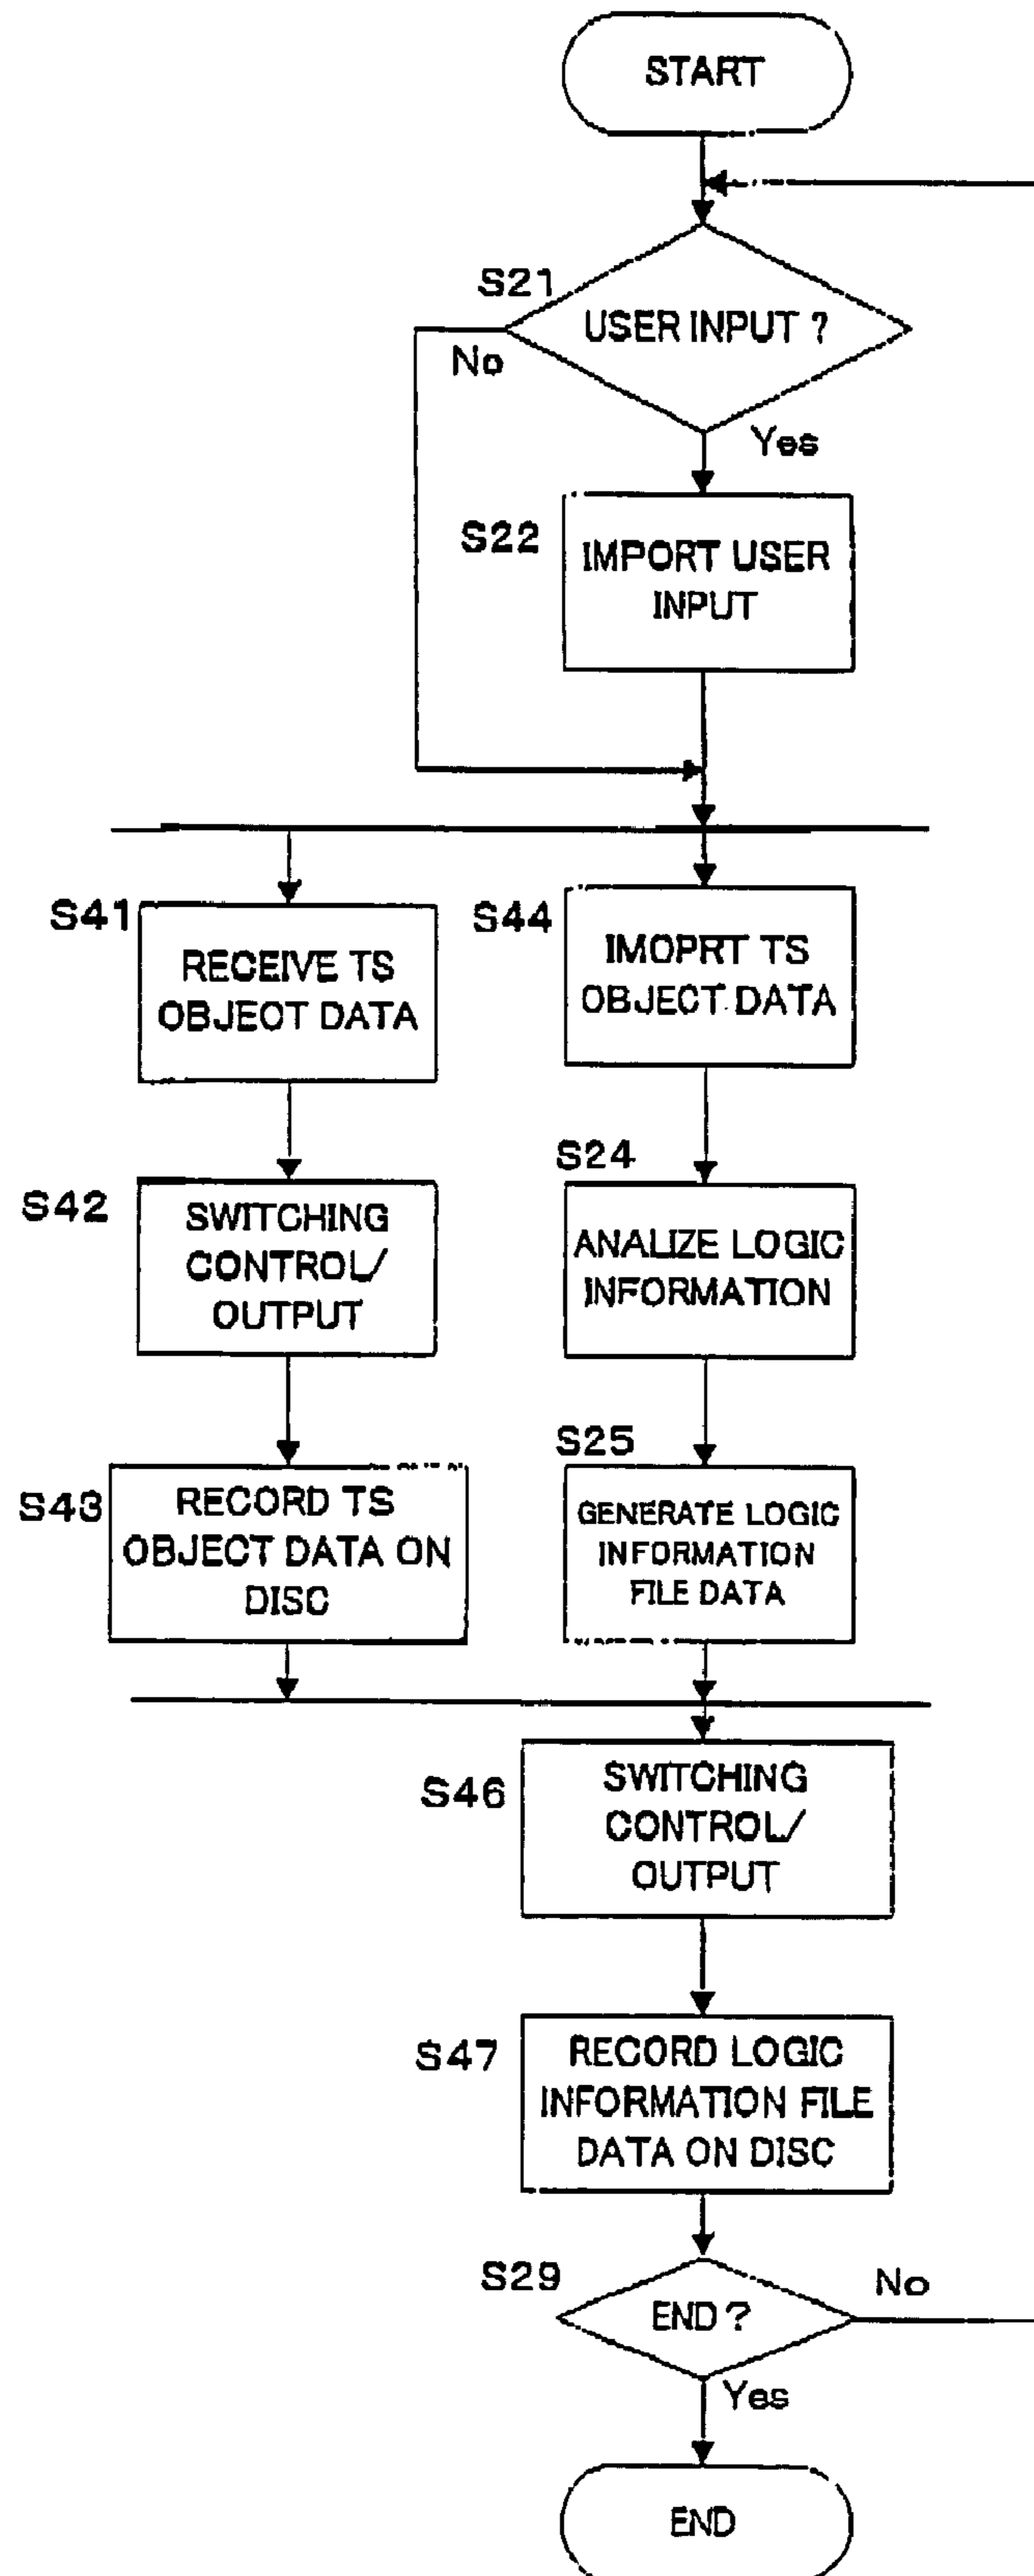 START
S21
USER INPUT ?
No
Yes
S22
IMPORT USER
INPUT
S41
RECEIVE TS
OBJECT DATA
S44
IMOPRT TS
OBJECT DATA
S42
SWITCHING
CONTROL/
OUTPUT
S24
ANALIZE LOGIC
INFORMATION
S43
RECORD TS
OBJECT DATA ON
DISC
S25
GENERATE LOGIC
INFORMATION
FILE DATA
S46
SWITCHING
CONTROL/
OUTPUT
S47
RECORD LOGIC
INFORMATION FILE
DATA ON DISC
S29
END ?
No
Yes
END